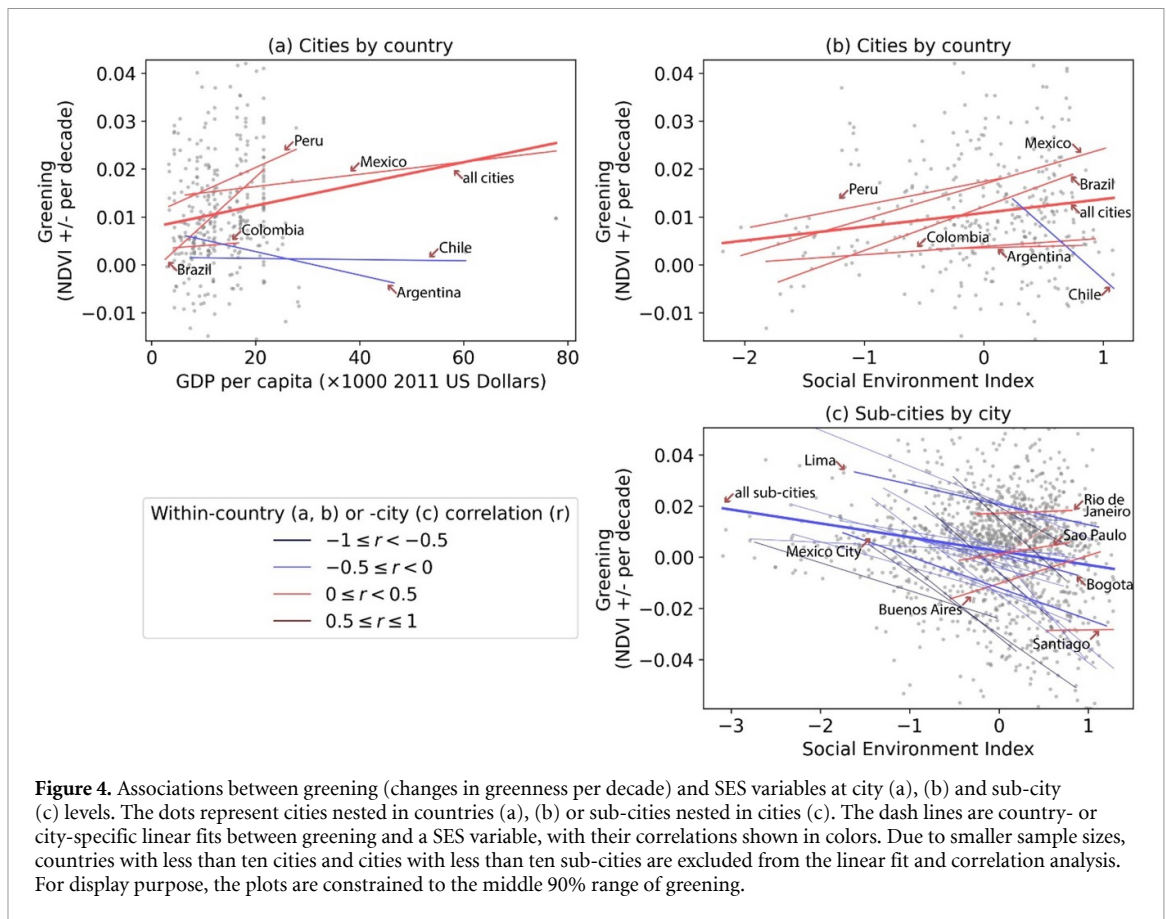 (a) Cities by country
0.04
0.03
0.02
0.01
0.00
−0.01
Greening
(NDVI +/- per decade)
Peru
Mexico
all cities
Colombia
Chile
Brazil
Argentina
0
20
40
60
80
GDP per capita (×1000 2011 US Dollars)
(b) Cities by country
0.04
0.03
0.02
0.01
0.00
−0.01
Greening
(NDVI +/- per decade)
Mexico
Peru
Brazil
all cities
Colombia
Argentina
Chile
−2
−1
0
1
Social Environment Index
Within-country (a, b) or -city (c) correlation (r)
−1 ≤ r < −0.5
−0.5 ≤ r < 0
0 ≤ r < 0.5
0.5 ≤ r ≤ 1
(c) Sub-cities by city
0.04
0.02
0.00
−0.02
−0.04
Greening
(NDVI +/- per decade)
Lima
all sub-cities
Rio de
Janeiro
Sao Paulo
Mexico City
Bogota
Buenos Aires
Santiago
−3
−2
−1
0
1
Social Environment Index
Figure 4. Associations between greening (changes in greenness per decade) and SES variables at city (a), (b) and sub-city
(c) levels. The dots represent cities nested in countries (a), (b) or sub-cities nested in cities (c). The dash lines are country- or
city-specific linear fits between greening and a SES variable, with their correlations shown in colors. Due to smaller sample sizes,
countries with less than ten cities and cities with less than ten sub-cities are excluded from the linear fit and correlation analysis.
For display purpose, the plots are constrained to the middle 90% range of greening.